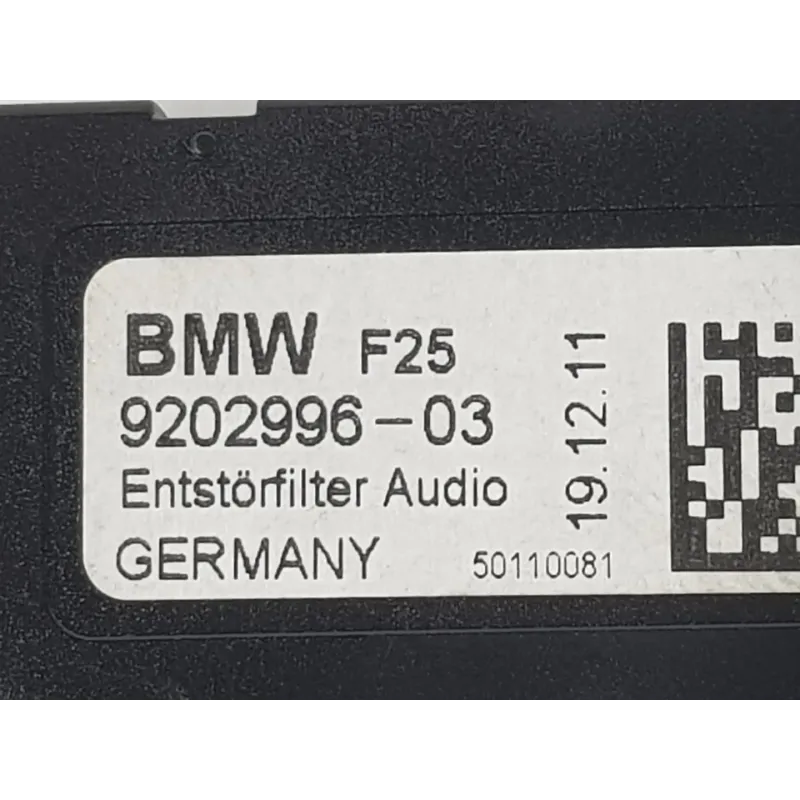 BMW F25
9202996-03
Entstörfilter Audio
GERMANY 50110081
19.12.11